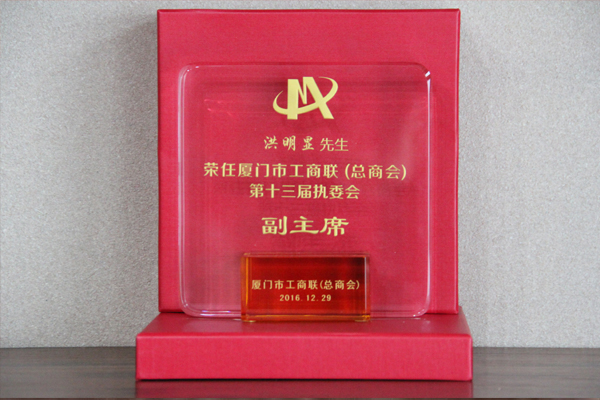 洪明显 先生
荣任厦门市工商联 (总商会)
第十三届执委会
副主席
厦门市工商联(总商会)
2016.12.29